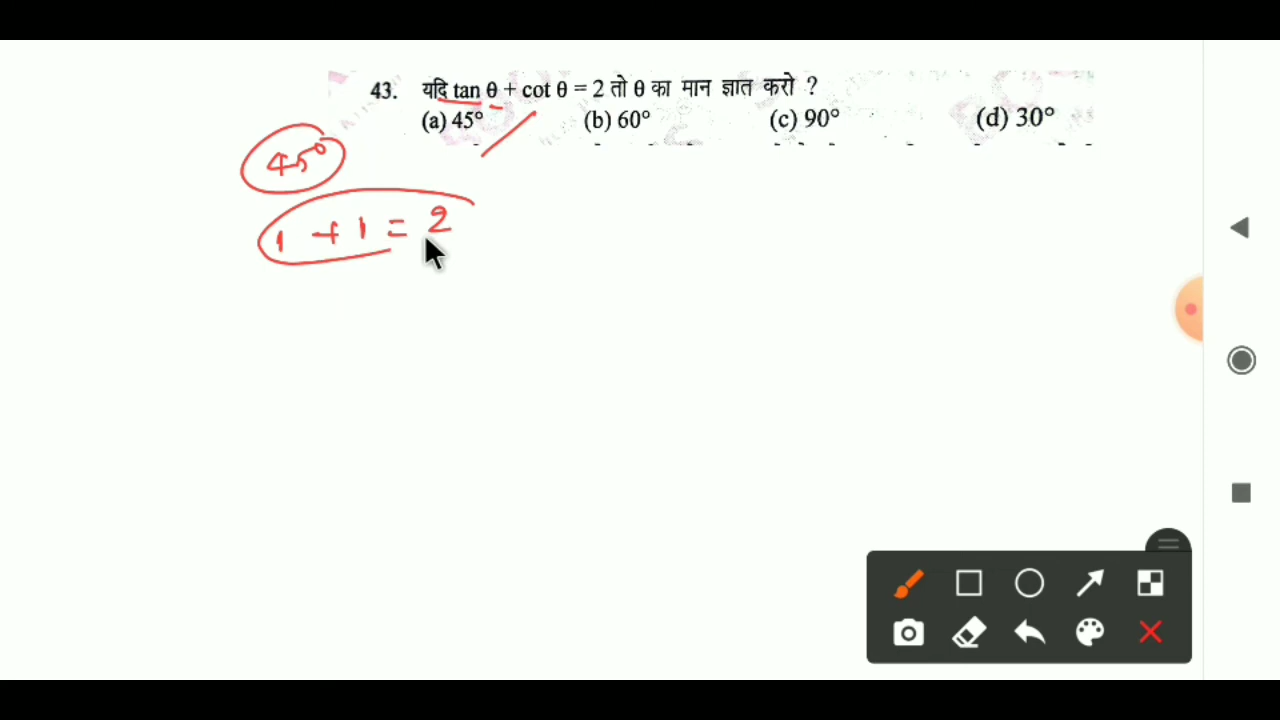 43. यदि tan θ + cot θ = 2 तो θ का मान ज्ञात करो ?
(a) 45° (b) 60° (c) 90° (d) 30°
45°
1 + 1 = 2